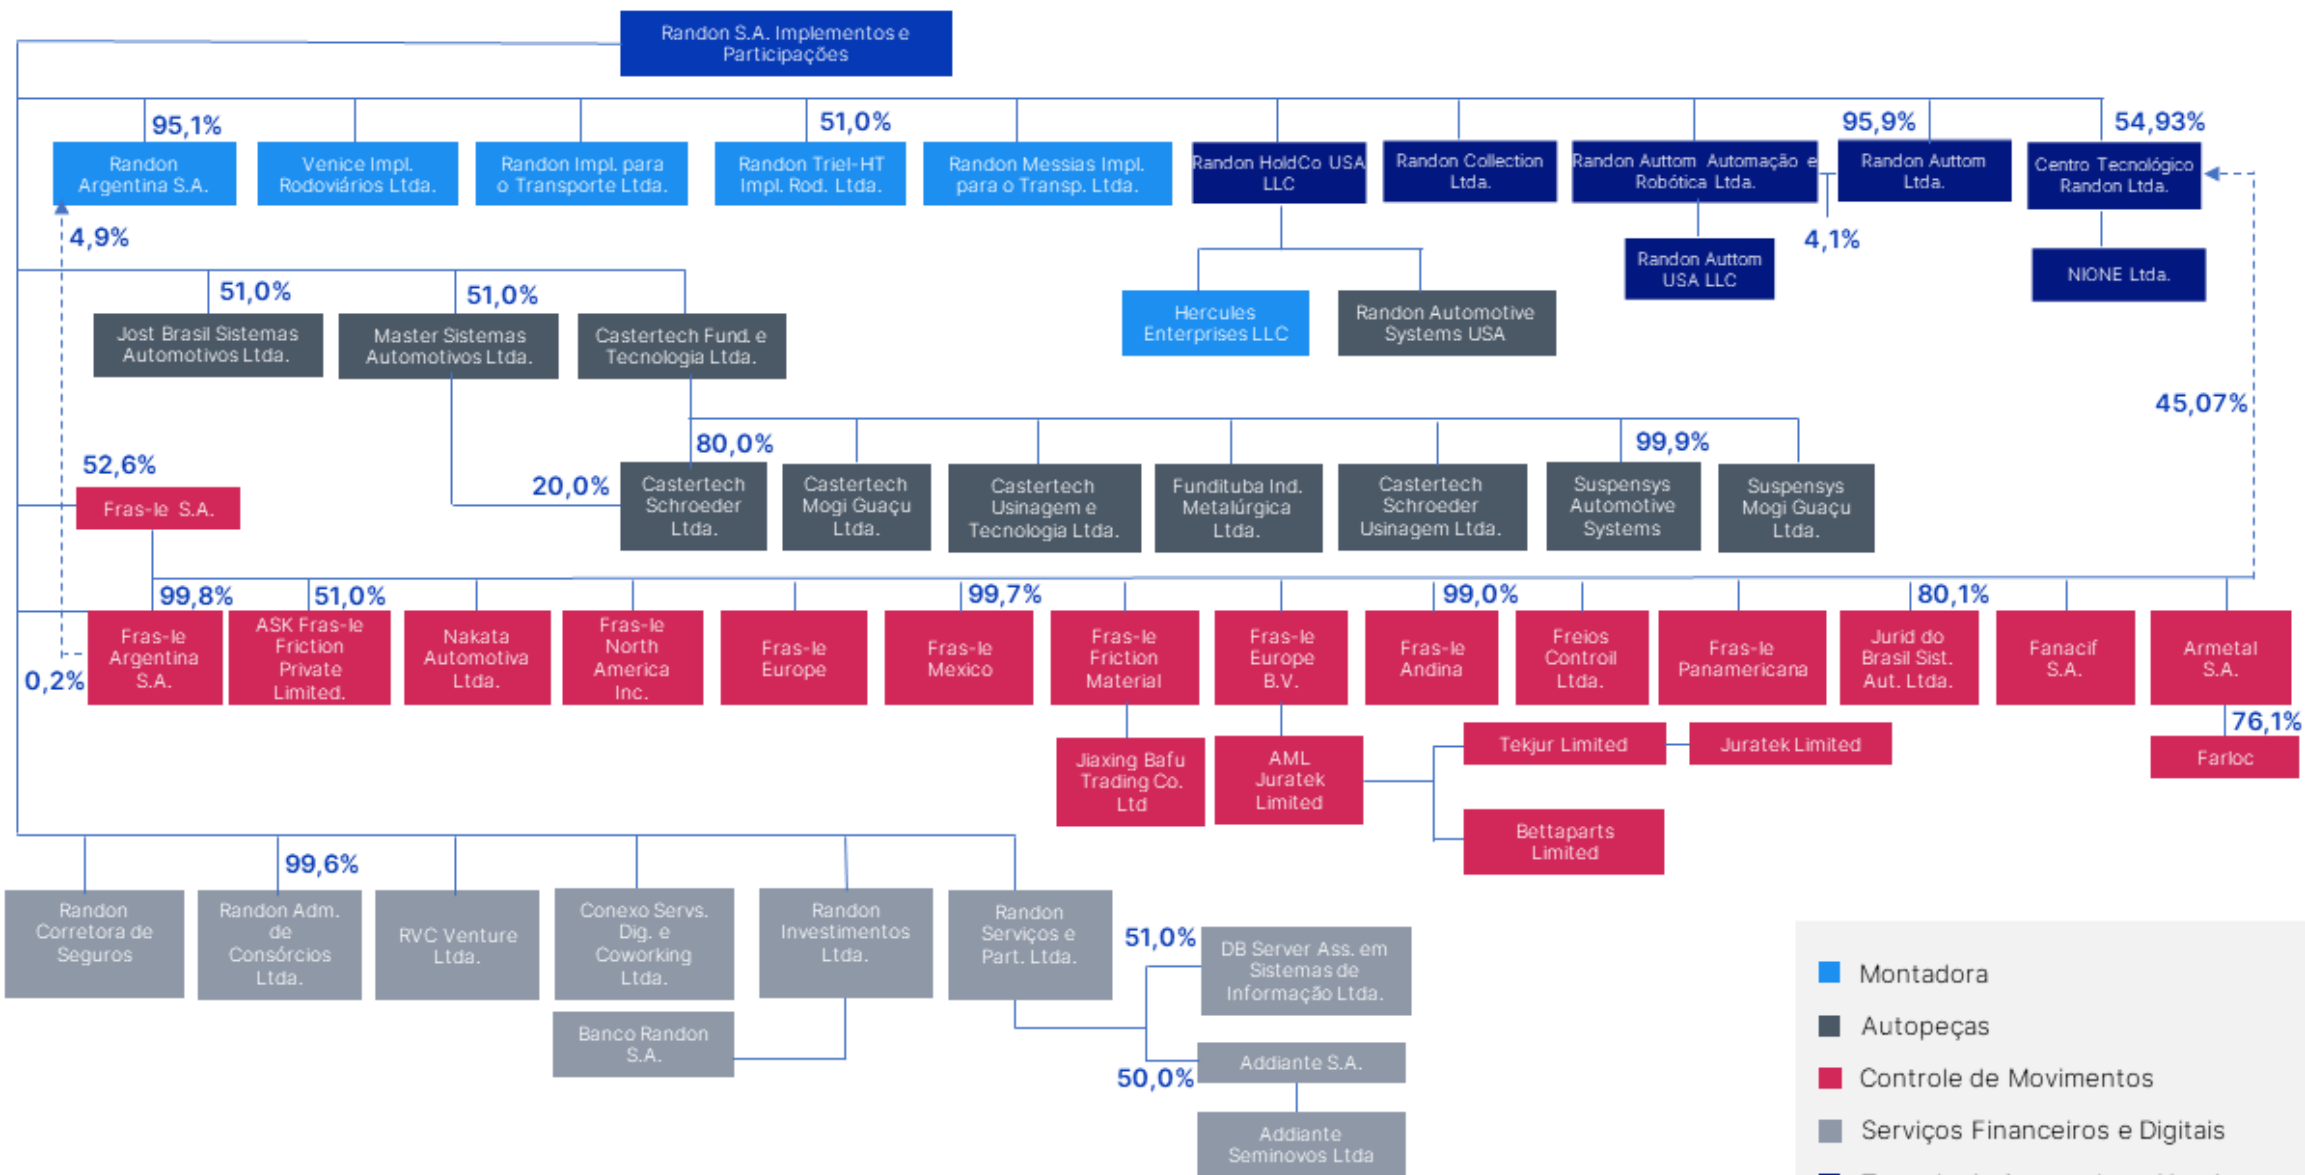 Randon S.A. Implementos e
Participações
95,1%
51,0%
95,9%
54,93%
Randon
Argentina S.A.
Venice Impl.
Rodoviários Ltda.
Randon Impl. para
o Transporte Ltda.
Randon Triel-HT
Impl. Rod. Ltda.
Randon Messias Impl.
para o Transp. Ltda.
Randon HoldCo USA
LLC
Randon Collection
Ltda.
Randon Auttom Automação e
Robótica Ltda.
Randon Auttom
Ltda.
Centro Tecnológico
Randon Ltda.
4,9%
4,1%
Randon Auttom
USA LLC
NIONE Ltda.
51,0%
51,0%
Hercules
Enterprises LLC
Randon Automotive
Systems USA
Jost Brasil Sistemas
Automotivos Ltda.
Master Sistemas
Automotivos Ltda.
Castertech Fund. e
Tecnologia Ltda.
45,07%
80,0%
99,9%
52,6%
20,0%
Fras-le S.A.
Castertech
Schroeder
Ltda.
Castertech
Mogi Guaçu
Ltda.
Castertech
Usinagem e
Tecnologia Ltda.
Fundituba Ind.
Metalúrgica
Ltda.
Castertech
Schroeder
Usinagem Ltda.
Suspensys
Automotive
Systems
Suspensys
Mogi Guaçu
Ltda.
99,8%
51,0%
99,7%
99,0%
80,1%
0,2%
Fras-le
Argentina
S.A.
ASK Fras-le
Friction
Private
Limited.
Nakata
Automotiva
Ltda.
Fras-le
North
America
Inc.
Fras-le
Europe
Fras-le
Mexico
Fras-le
Friction
Material
Fras-le
Europe
B.V.
Fras-le
Andina
Freios
Controil
Ltda.
Fras-le
Panamericana
Jurid do
Brasil Sist.
Aut. Ltda.
Fanacif
S.A.
Armetal
S.A.
76,1%
Jiaxing Bafu
Trading Co.
Ltd
AML
Juratek
Limited
Tekjur Limited
Juratek Limited
Farloc
Bettaparts
Limited
99,6%
Randon
Corretora de
Seguros
Randon Adm.
de
Consórcios
Ltda.
RVC Venture
Ltda.
Conexo Servs.
Dig. e
Coworking
Ltda.
Randon
Investimentos
Ltda.
Randon
Serviços e
Part. Ltda.
51,0%
DB Server Ass. em
Sistemas de
Informação Ltda.
Banco Randon
S.A.
50,0%
Addiante S.A.
Addiante
Seminovos Ltda
Montadora
Autopeças
Controle de Movimentos
Serviços Financeiros e Digitais